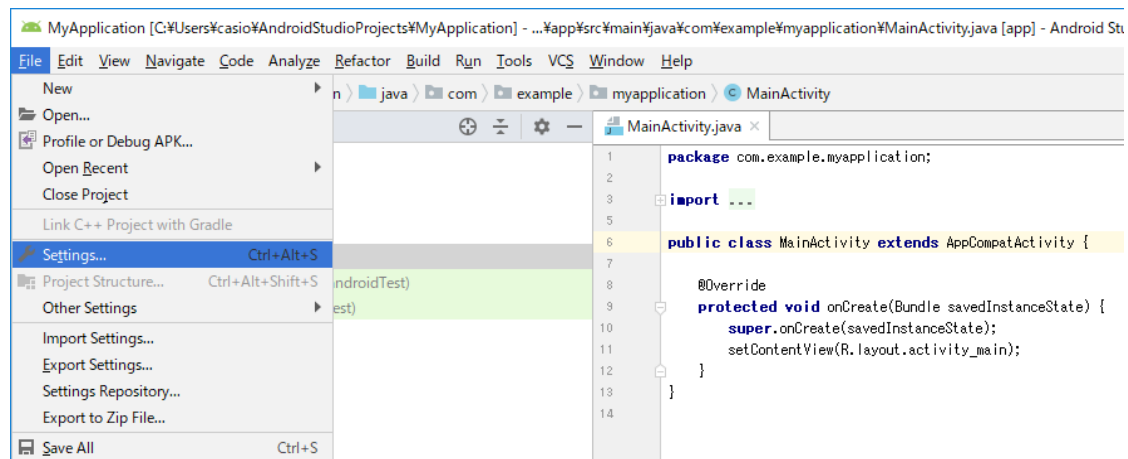 MyApplication [C:¥Users¥casio¥AndroidStudioProjects¥MyApplication] - ...¥app¥src¥main¥java¥com¥example¥myapplication¥MainActivity.java [app] - Android Stu
File Edit View Navigate Code Analyze Refactor Build Run Tools VCS Window Help
n java com example myapplication MainActivity
New
Open...
Profile or Debug APK...
Open Recent
Close Project
Link C++ Project with Gradle
Settings... Ctrl+Alt+S
Project Structure... Ctrl+Alt+Shift+S
Other Settings
Import Settings...
Export Settings...
Settings Repository...
Export to Zip File...
Save All Ctrl+S
ndroidTest)
est)
MainActivity.java
1 package com.example.myapplication;
2
3 import ...
5
6 public class MainActivity extends AppCompatActivity {
7
8 @Override
9 protected void onCreate(Bundle savedInstanceState) {
10 super.onCreate(savedInstanceState);
11 setContentView(R.layout.activity_main);
12 }
13 }
14